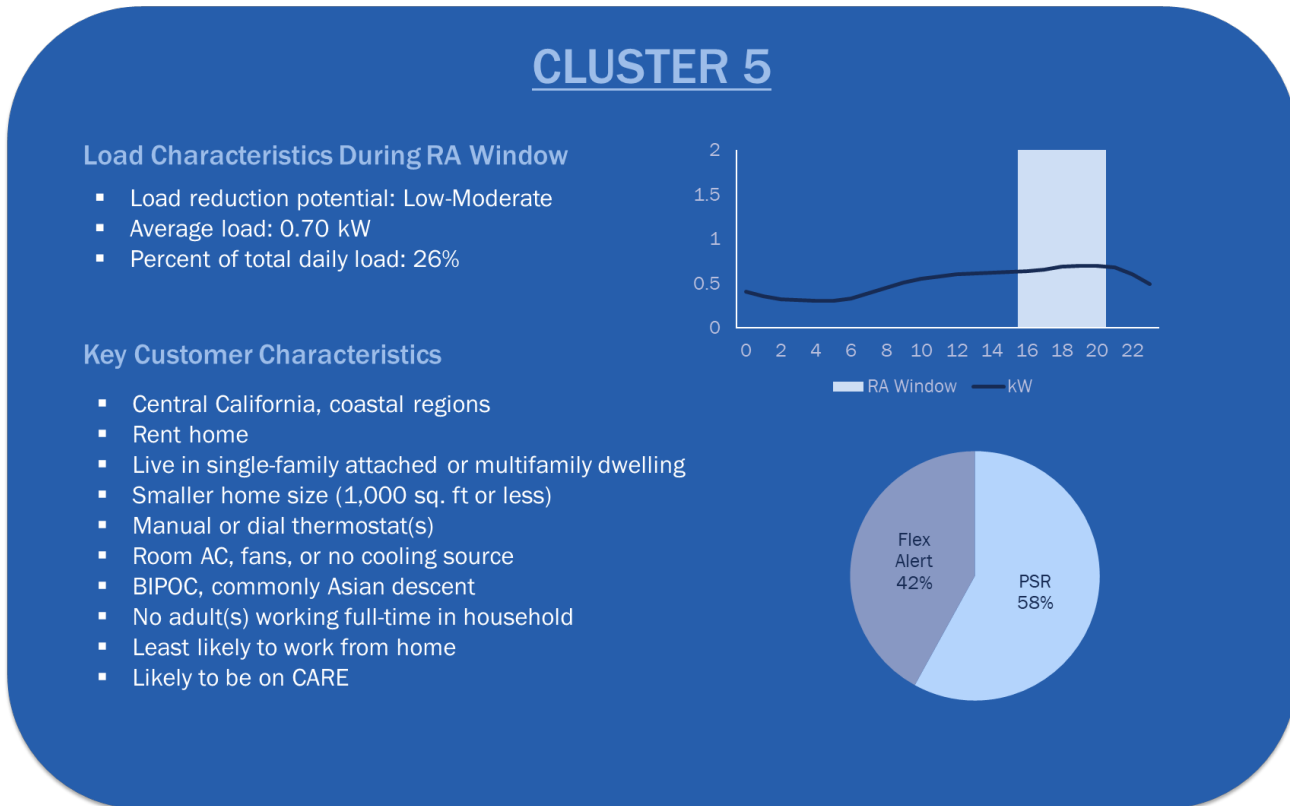 CLUSTER 5
Load Characteristics During RA Window
▪ Load reduction potential: Low-Moderate
▪ Average load: 0.70 kW
▪ Percent of total daily load: 26%
Key Customer Characteristics
▪ Central California, coastal regions
▪ Rent home
▪ Live in single-family attached or multifamily dwelling
▪ Smaller home size (1,000 sq. ft or less)
▪ Manual or dial thermostat(s)
▪ Room AC, fans, or no cooling source
▪ BIPOC, commonly Asian descent
▪ No adult(s) working full-time in household
▪ Least likely to work from home
▪ Likely to be on CARE
2
1.5
1
0.5
0
0 2 4 6 8 10 12 14 16 18 20 22
RA Window kW
Flex
Alert
42%
PSR
58%